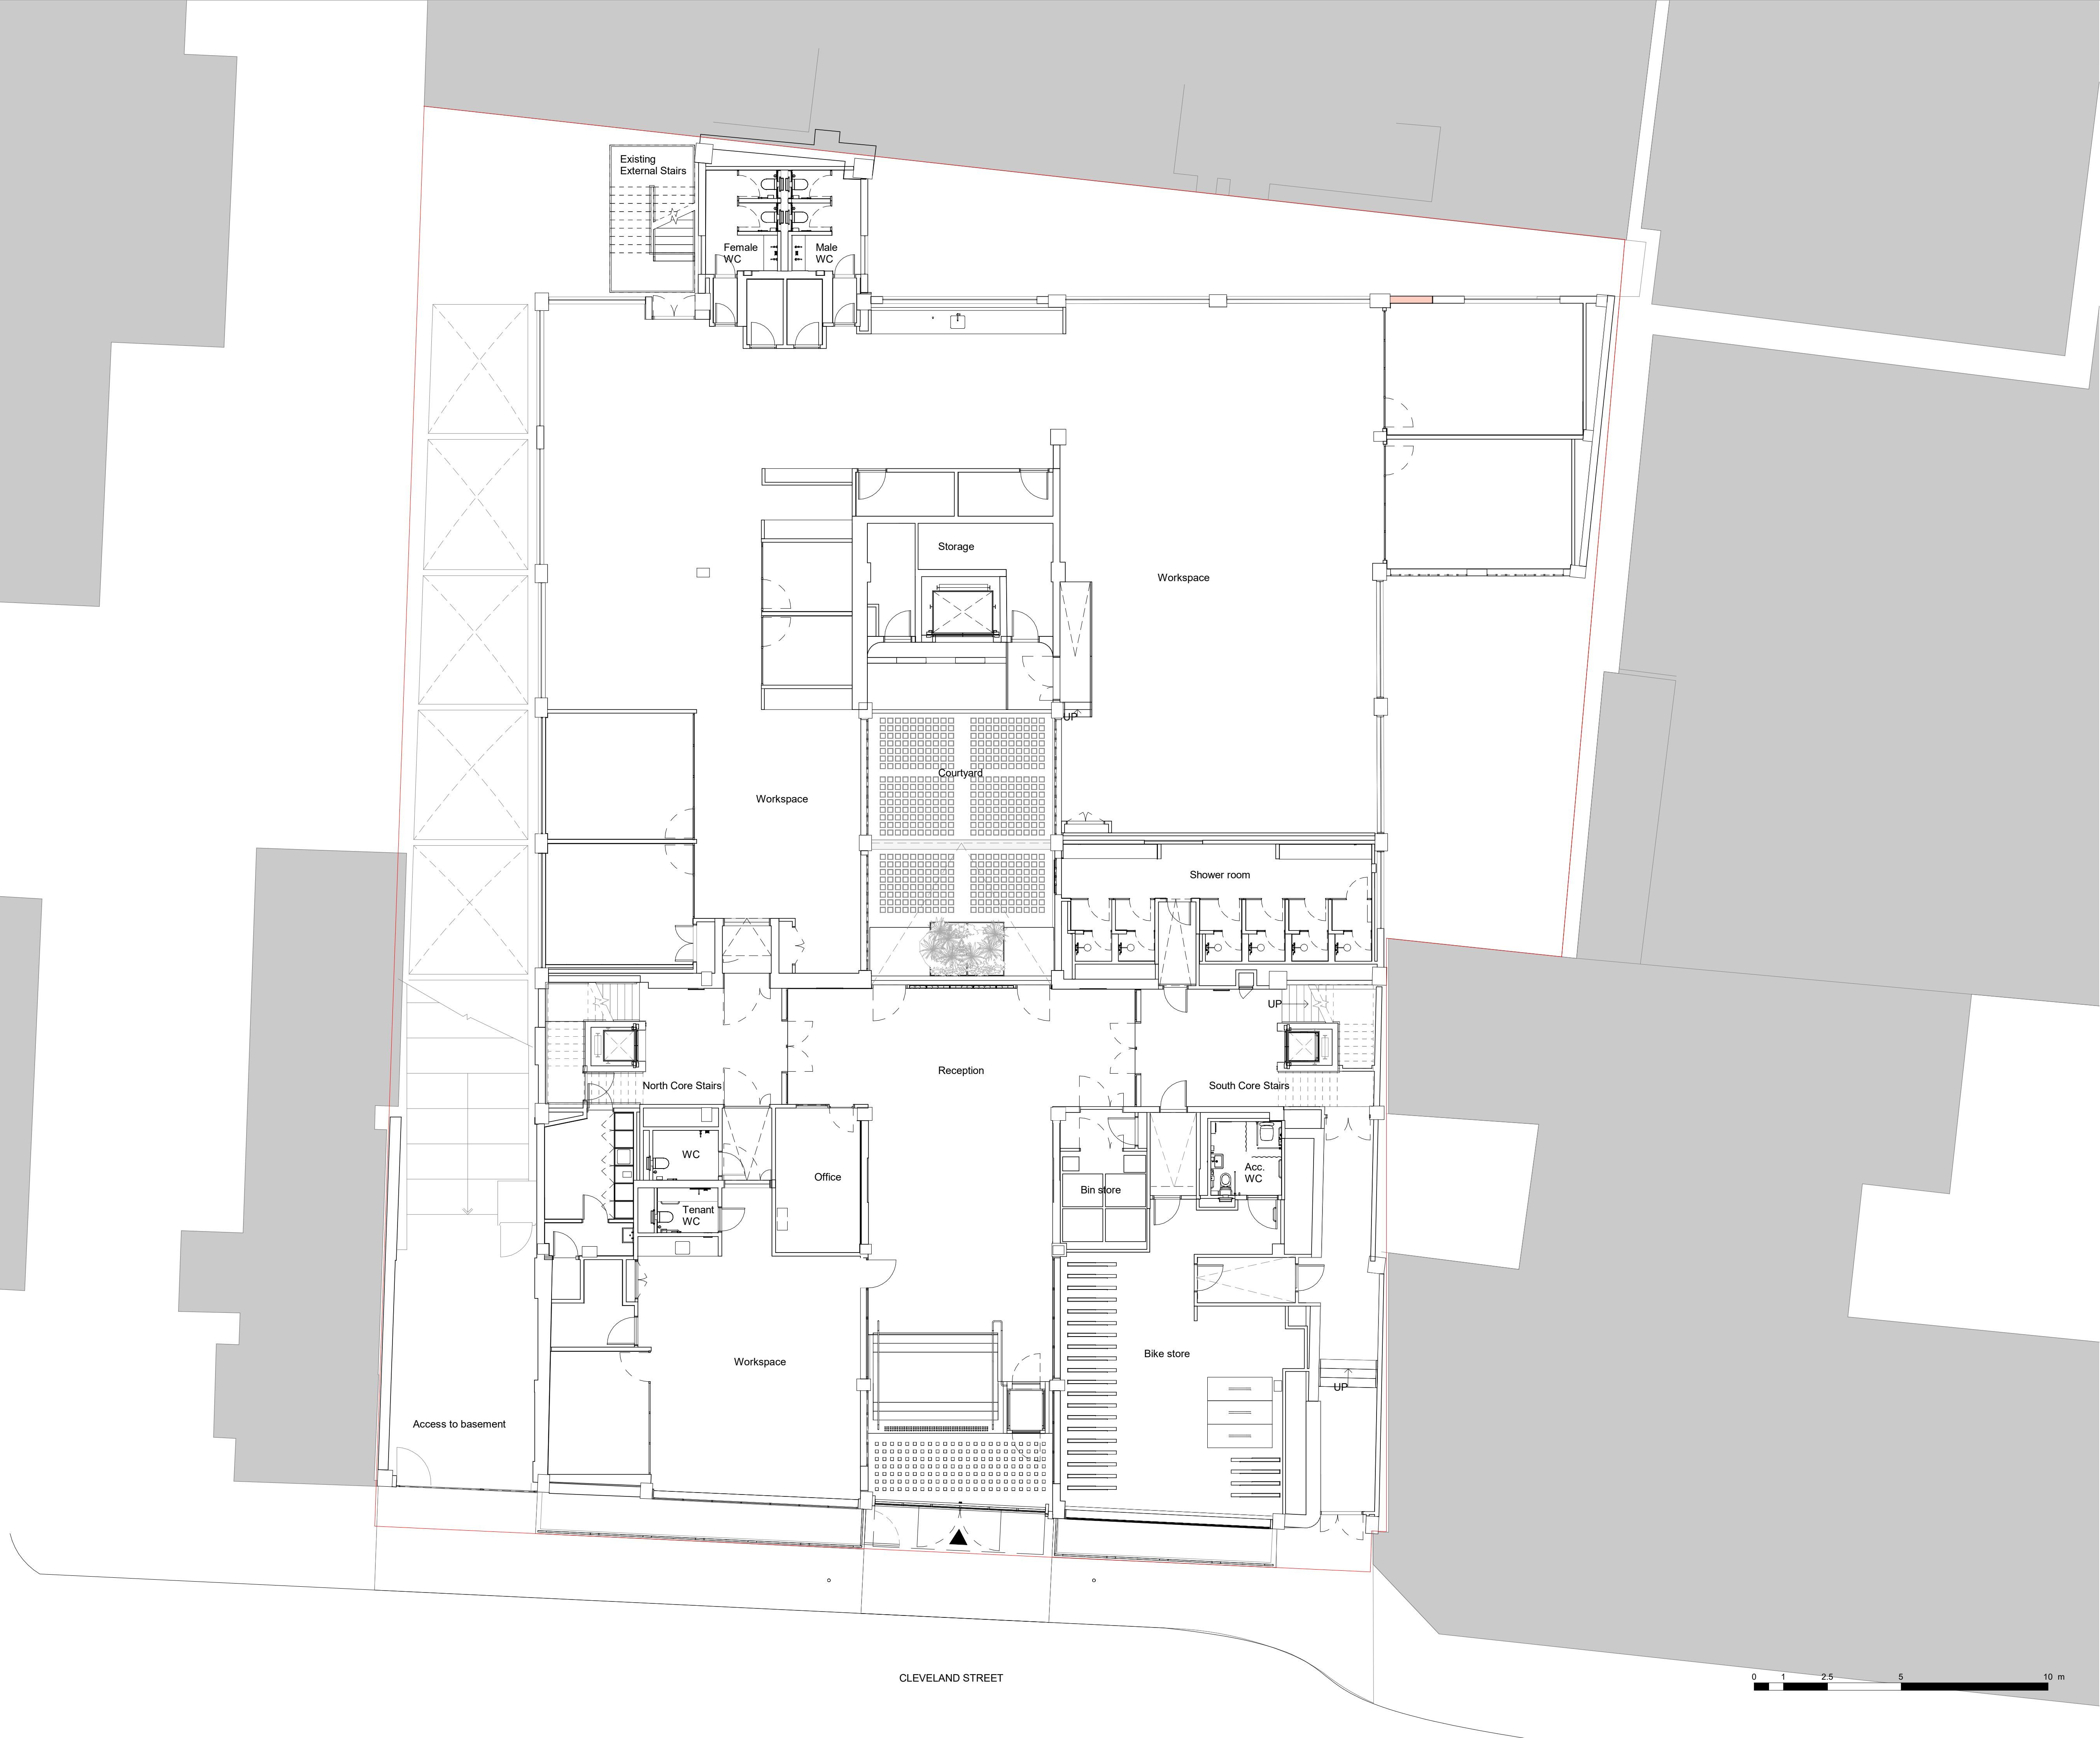 Existing
External Stairs
Female
WC
Male
WC
Storage
Workspace
UP
Courtyard
Workspace
Shower room
UP
Reception
North Core Stairs
South Core Stairs
WC
Office
Acc.
WC
Bin store
Tenant
WC
Bike store
Workspace
UP
Access to basement
CLEVELAND STREET
0 1 2.5 5 10 m